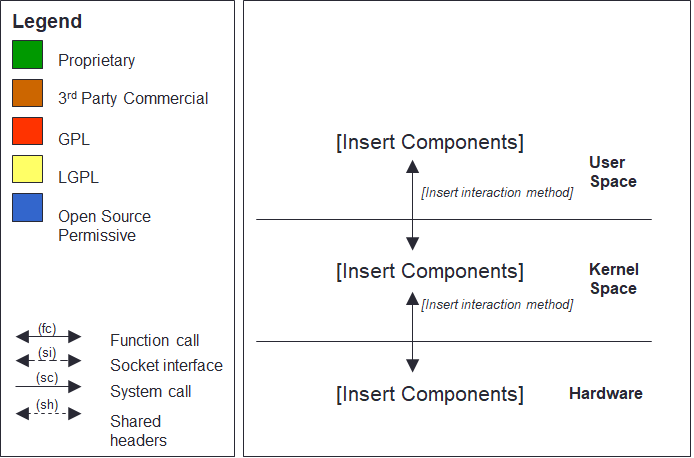 Legend
Proprietary
3rd Party Commercial
GPL
LGPL
Open Source
Permissive
(fc)
Function call
(si)
Socket interface
(sc)
System call
(sh)
Shared
headers
[Insert Components]
User
Space
[Insert interaction method]
[Insert Components]
Kernel
Space
[Insert interaction method]
[Insert Components]
Hardware